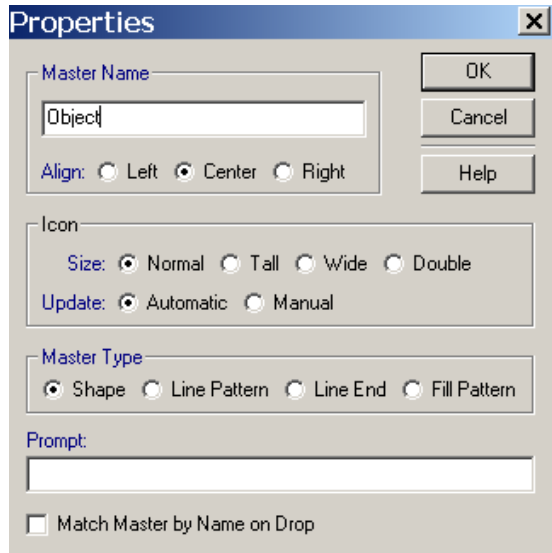 Properties
Master Name
OK
Object
Cancel
Align: Left Center Right
Help
Icon
Size: Normal Tall Wide Double
Update: Automatic Manual
Master Type
Shape Line Pattern Line End Fill Pattern
Prompt:
Match Master by Name on Drop